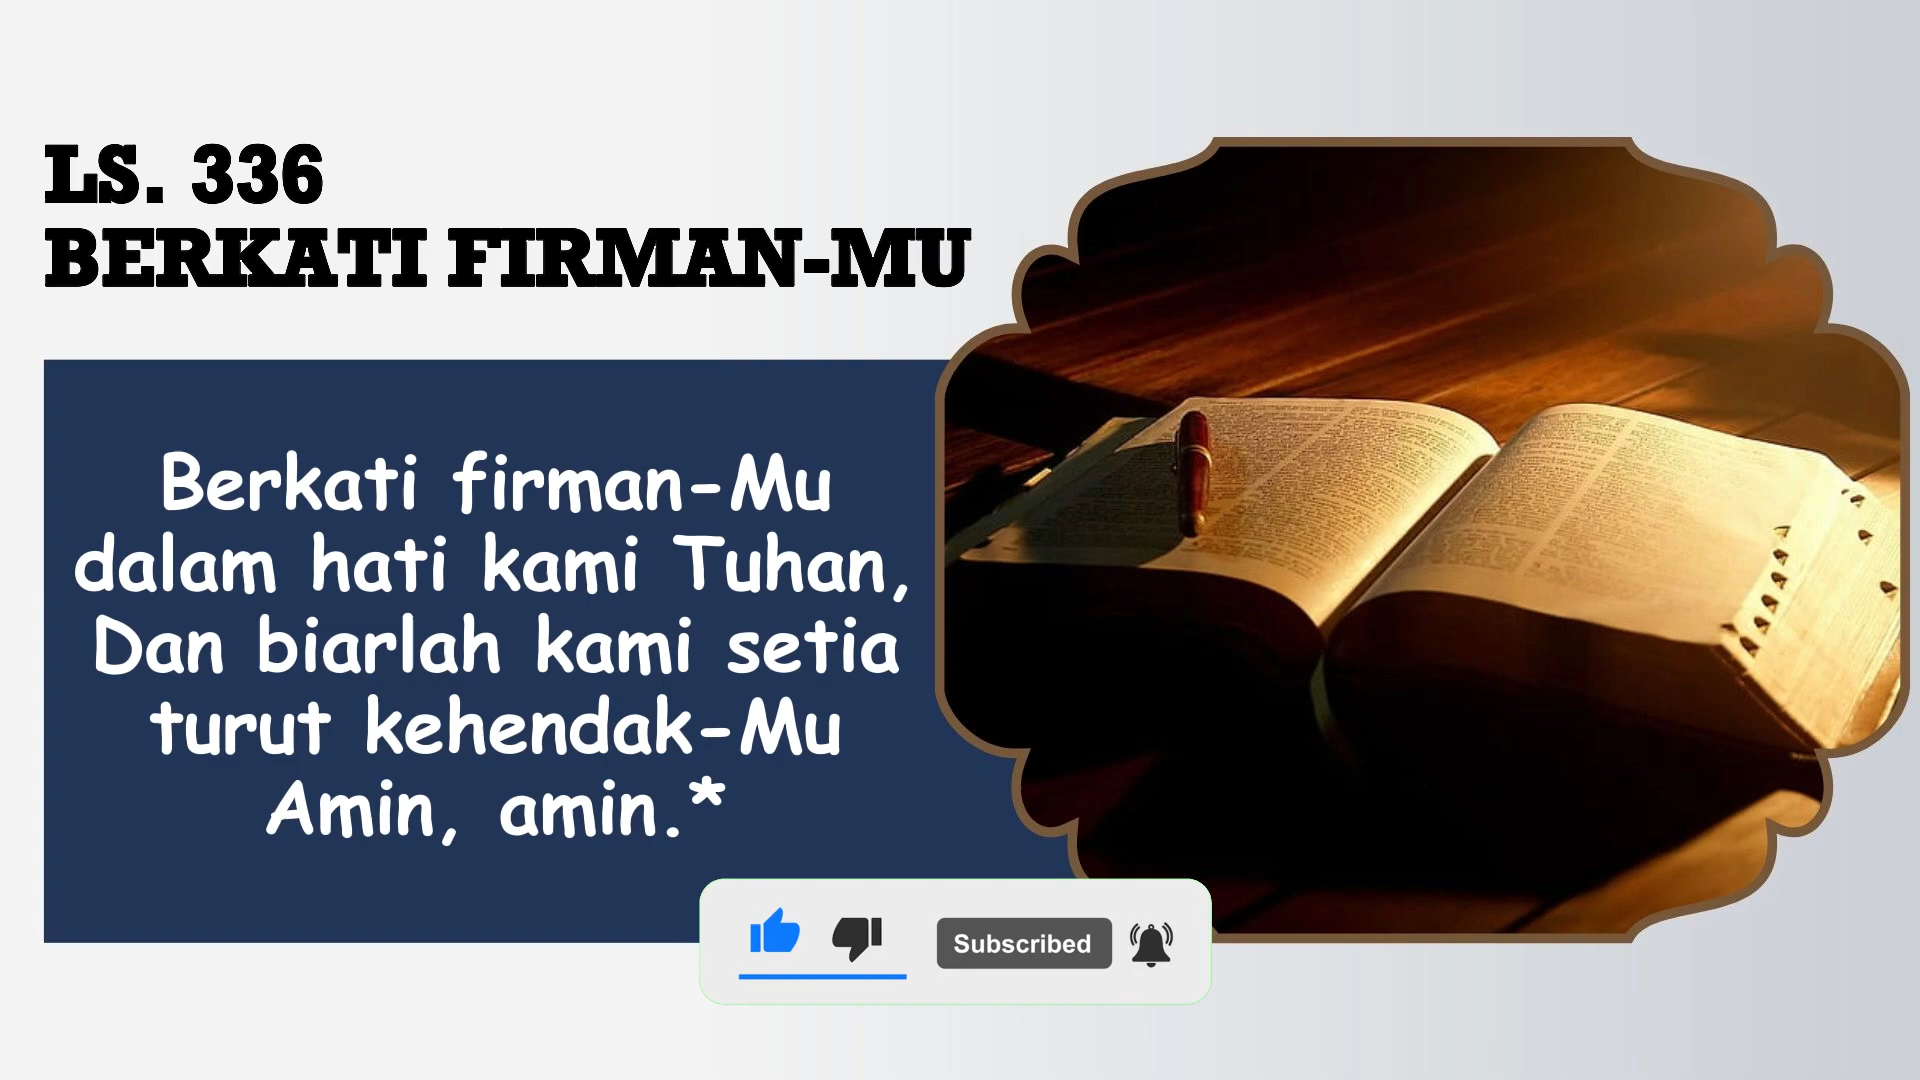 LS. 336
BERKATI FIRMAN-MU
Berkati firman-Mu
dalam hati kami Tuhan,
Dan biarlah kami setia
turut kehendak-Mu
Amin, amin.*
Subscribed